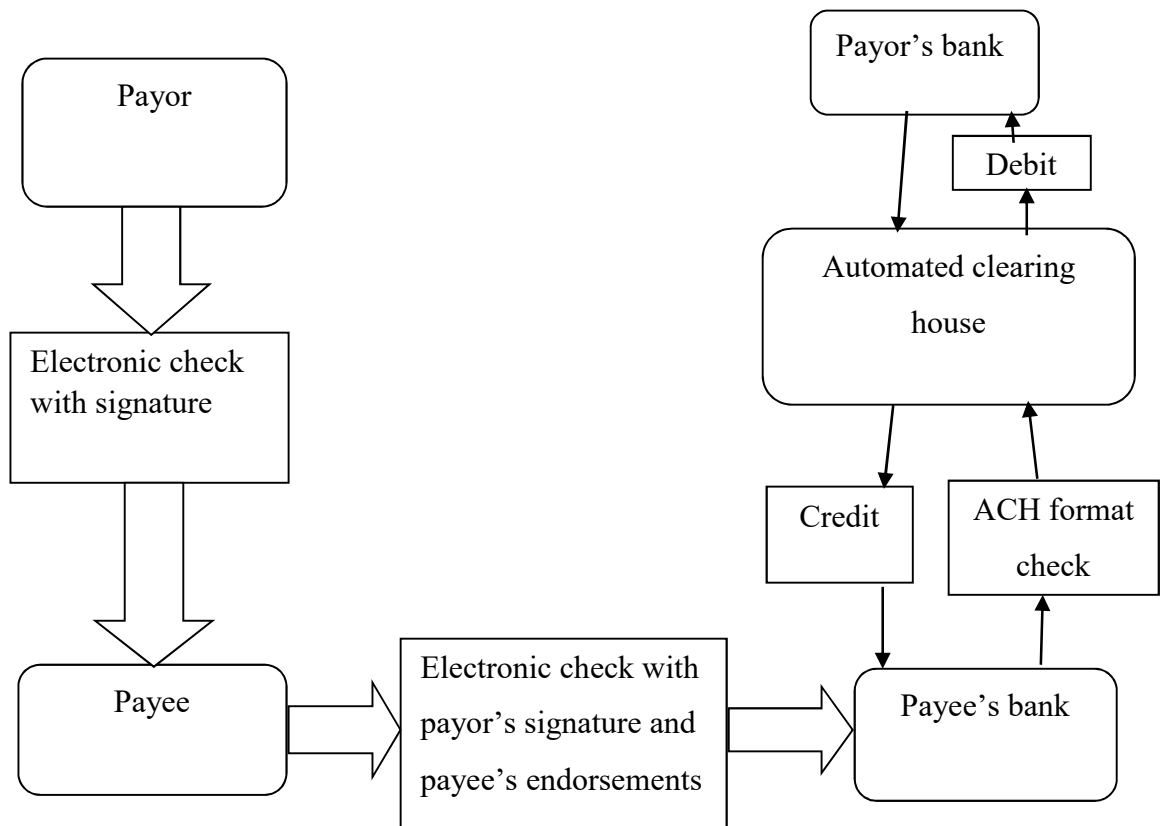 Payor
Payor’s bank
Debit
Automated clearing
house
Electronic check
with signature
Credit
ACH format
check
Payee
Electronic check with
payor’s signature and
payee’s endorsements
Payee’s bank